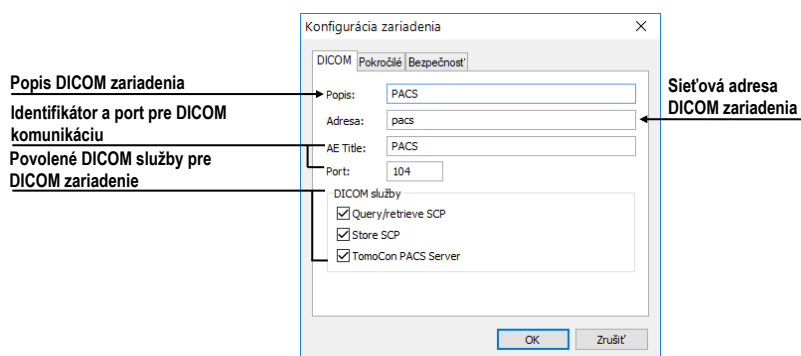 Konfigurácia zariadenia
DICOM Pokročilé Bezpečnosť
Popis DICOM zariadenia
Popis: PACS
Sieťová adresa
DICOM zariadenia
Identifikátor a port pre DICOM
komunikáciu
Adresa: pacs
AE Title: PACS
Povolené DICOM služby pre
DICOM zariadenie
Port: 104
DICOM služby
Query/retrieve SCP
Store SCP
TomoCon PACS Server
OK Zrušiť